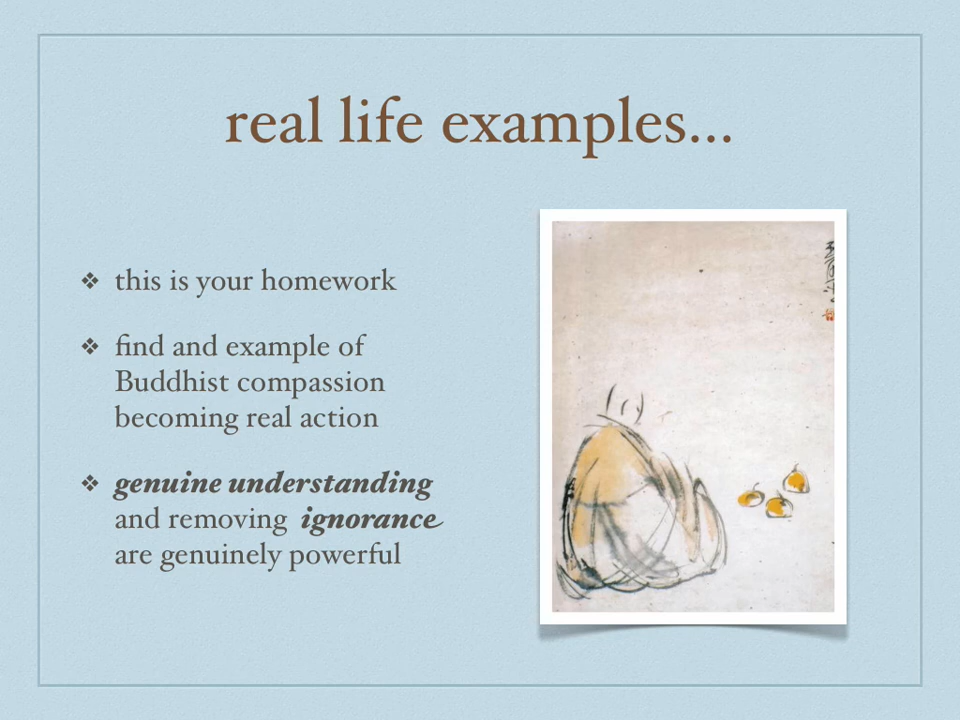 real life examples...
❖ this is your homework
❖ find and example of
Buddhist compassion
becoming real action
❖ genuine understanding
and removing ignorance
are genuinely powerful